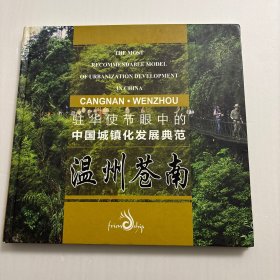 THE MOST
RECOMMENDABLE MODEL
OF URBANIZATION DEVELOPMENT
IN CHINA
CANGNAN·WENZHOU
驻华使节眼中的
中国城镇化发展典范
温州苍南
friendship